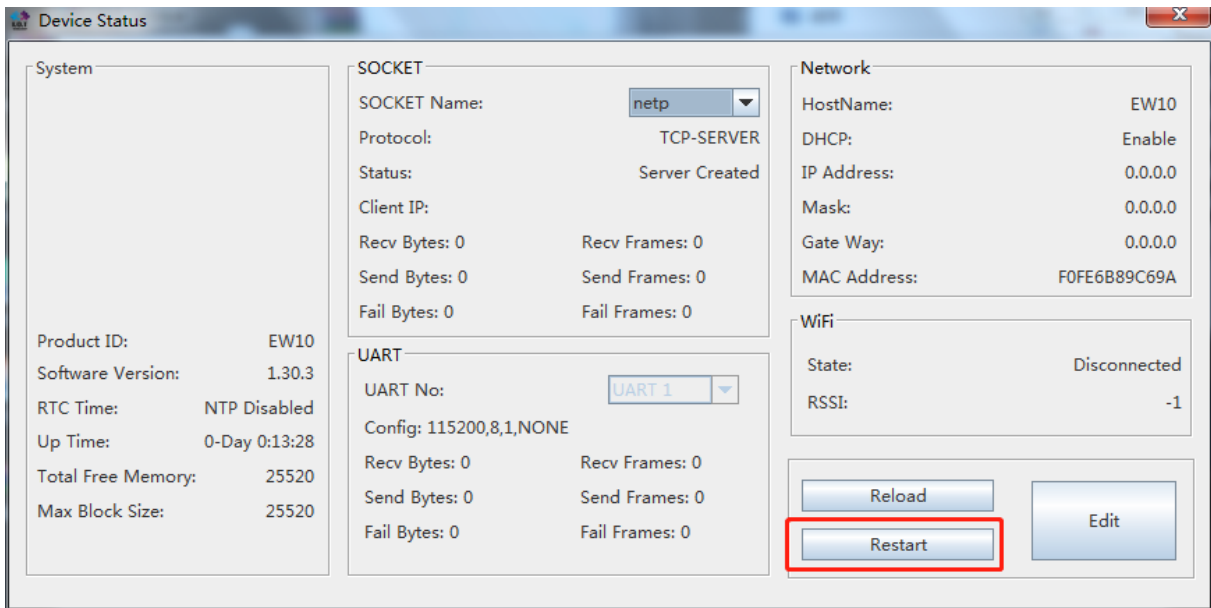 Device Status
System
Product ID: EW10
Software Version: 1.30.3
RTC Time: NTP Disabled
Up Time: 0-Day 0:13:28
Total Free Memory: 25520
Max Block Size: 25520
SOCKET
SOCKET Name: netp
Protocol: TCP-SERVER
Status: Server Created
Client IP:
Recv Bytes: 0 Recv Frames: 0
Send Bytes: 0 Send Frames: 0
Fail Bytes: 0 Fail Frames: 0
UART
UART No: UART 1
Config: 115200,8,1,NONE
Recv Bytes: 0 Recv Frames: 0
Send Bytes: 0 Send Frames: 0
Fail Bytes: 0 Fail Frames: 0
Network
HostName: EW10
DHCP: Enable
IP Address: 0.0.0.0
Mask: 0.0.0.0
Gate Way: 0.0.0.0
MAC Address: F0FE6B89C69A
WiFi
State: Disconnected
RSSI: -1
Reload
Restart
Edit